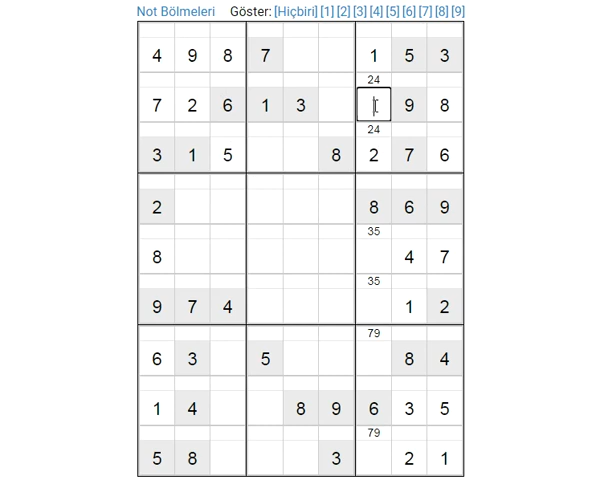 Not Bölmeleri Göster: [Hiçbiri] [1] [2] [3] [4] [5] [6] [7] [8] [9]
4 9 8 7 1 5 3
24
7 2 6 1 3 9 8
24
3 1 5 8 2 7 6
2 8 6 9
35
8 4 7
35
9 7 4 1 2
79
6 3 5 8 4
1 4 8 9 6 3 5
79
5 8 3 2 1